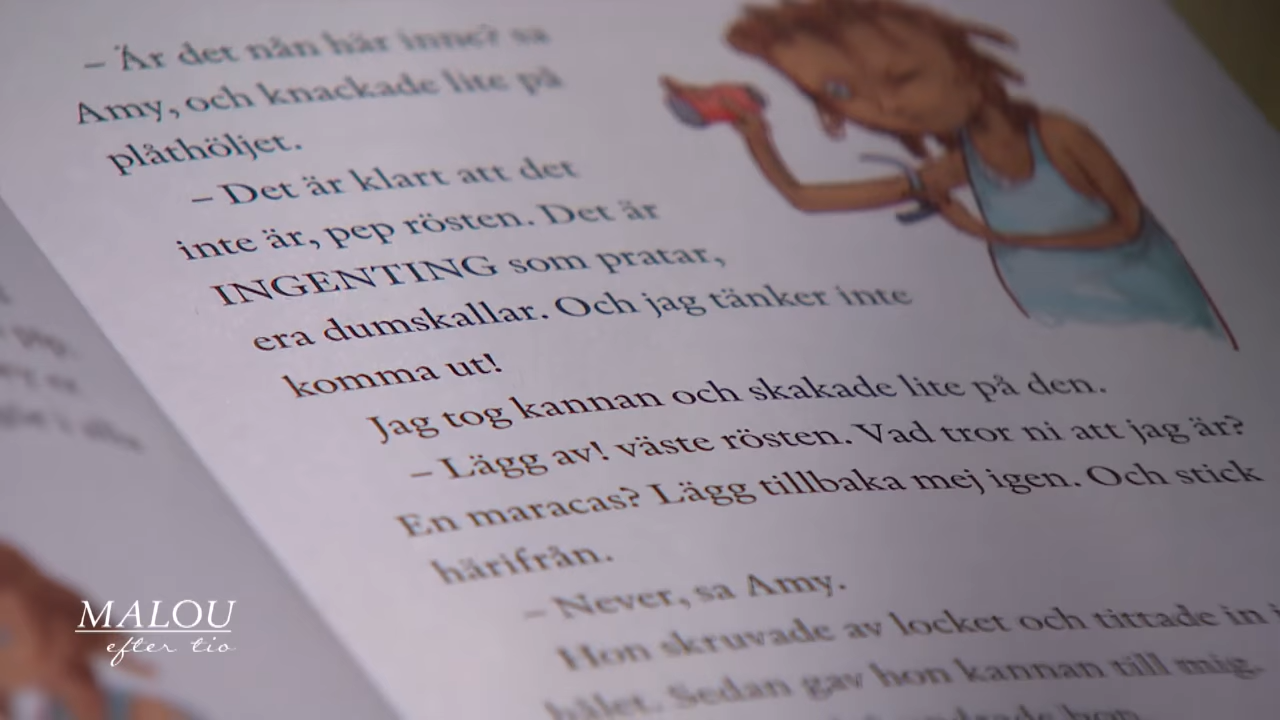 – Är det nån här inne? sa
Amy, och knackade lite på
plåthöljet.
– Det är klart att det
inte är, pep rösten. Det är
INGENTING som pratar,
era dumskallar. Och jag tänker inte
komma ut!
Jag tog kannan och skakade lite på den.
– Lägg av! väste rösten. Vad tror ni att jag är?
En maracas? Lägg tillbaka mej igen. Och stick
härifrån.
– Never, sa Amy.
Hon skruvade av locket och tittade in i
hålet. Sedan gav hon kannan till mig.
hon.
MALOU
efter tio